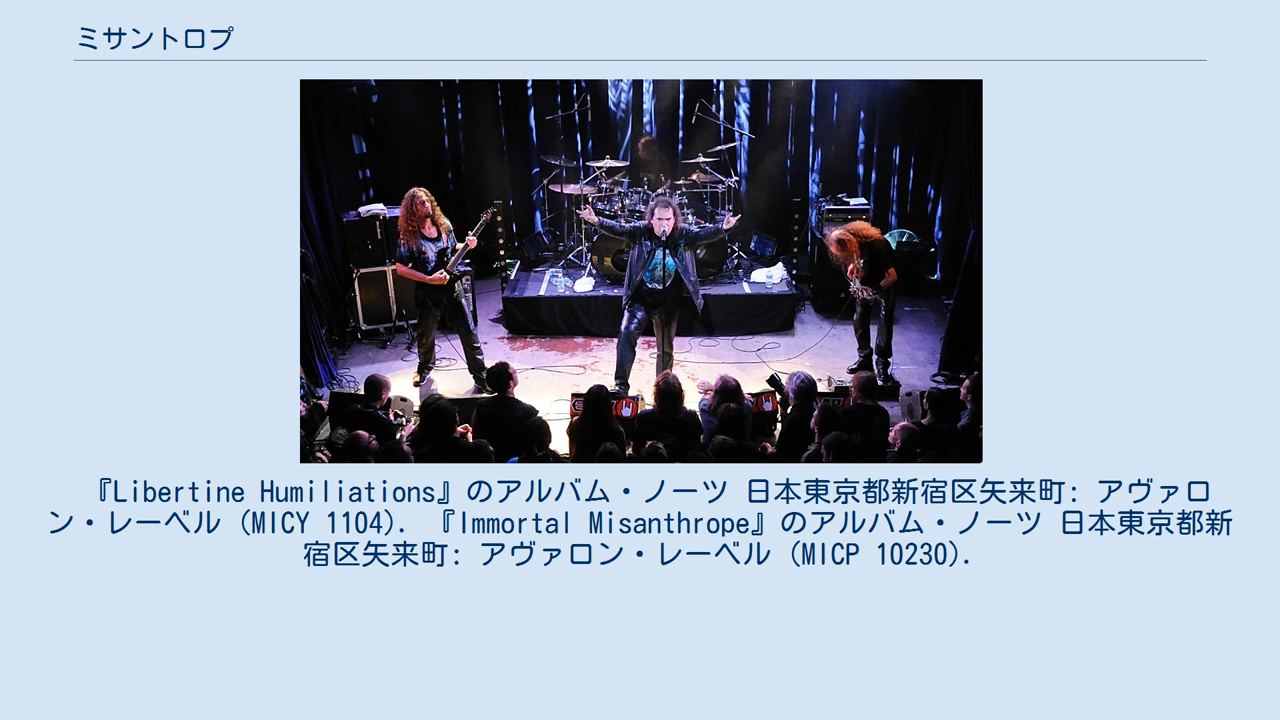 ミサントロプ
『Libertine Humiliations』のアルバム・ノーツ 日本東京都新宿区矢来町: アヴァロ
ン・レーベル (MICY 1104). 『Immortal Misanthrope』のアルバム・ノーツ 日本東京都新
宿区矢来町: アヴァロン・レーベル (MICP 10230).